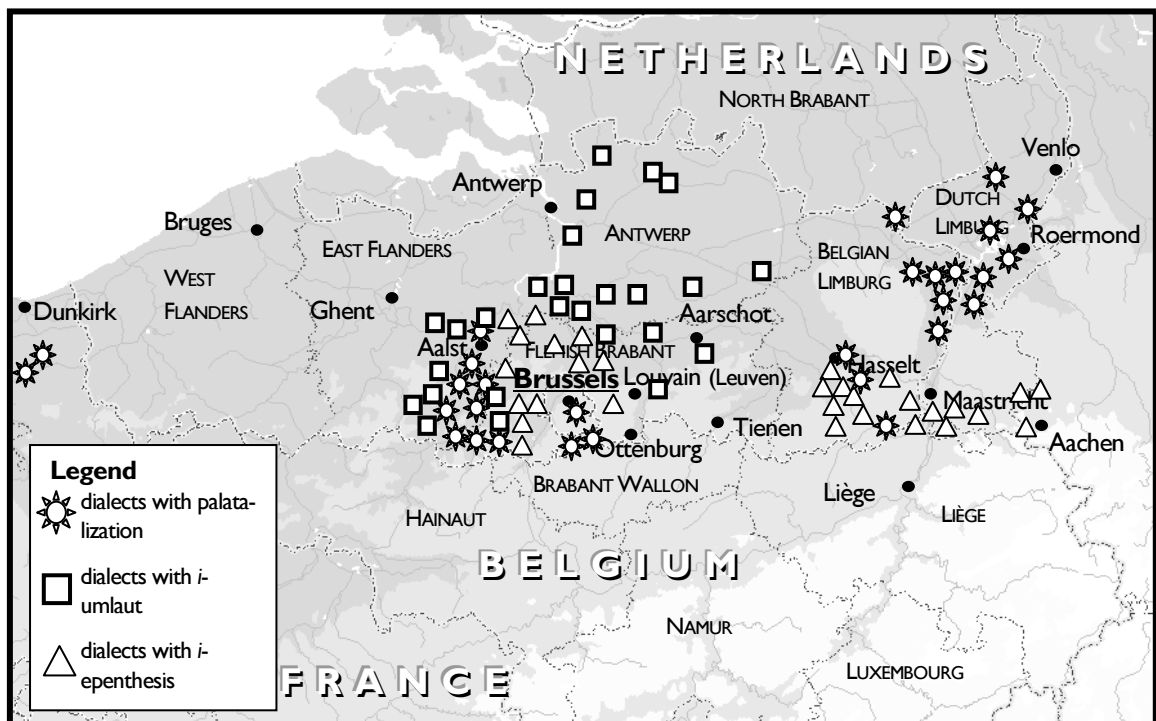 NETHERLANDS
NORTH BRABANT
Venlo
Antwerp
DUTCH
LIMBURG
Bruges
EAST FLANDERS
ANTWERP
Roermond
BELGIAN
LIMBURG
WEST
FLANDERS
Ghent
Dunkirk
Aarschot
Aalst
FLEMISH BRABANT
Hasselt
Brussels
Louvain (Leuven)
Maastricht
Tienen
Aachen
Ottenburg
BRABANT WALLON
Liège
HAINAUT
LIÈGE
BELGIUM
NAMUR
LUXEMBOURG
FRANCE
Legend
dialects with palata-
lization
dialects with i-
umlaut
dialects with i-
epenthesis